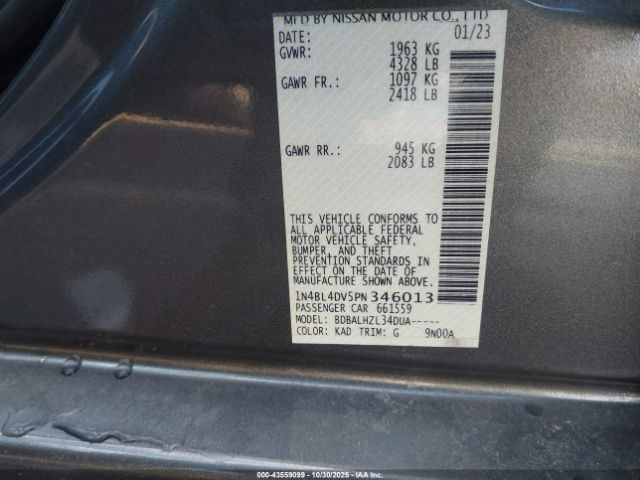 MFD BY NISSAN MOTOR CO., LTD
DATE: 01/23
GVWR: 1963 KG
4328 LB
GAWR FR.: 1097 KG
2418 LB
GAWR RR.: 945 KG
2083 LB
THIS VEHICLE CONFORMS TO
ALL APPLICABLE FEDERAL
MOTOR VEHICLE SAFETY,
BUMPER, AND THEFT
PREVENTION STANDARDS IN
EFFECT ON THE DATE OF
MANUFACTURE SHOWN ABOVE.
1N4BL4DV5PN346013
PASSENGER CAR 661559
MODEL: BDBALHZL34DUA-----
COLOR: KAD TRIM: G 9N00A
000-43559099 - 10/30/2025 - COPART.COM